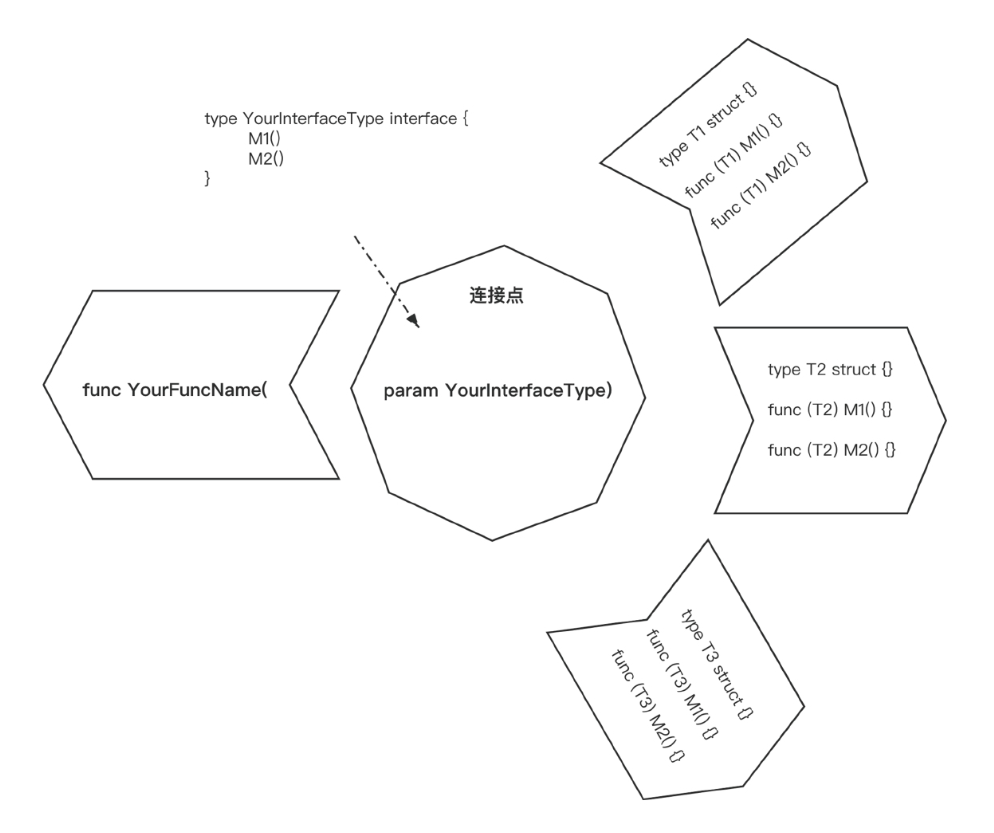 type YourInterfaceType interface {
M1()
M2()
}
type T1 struct {}
func (T1) M1() {}
func (T1) M2() {}
连接点
func YourFuncName(
param YourInterfaceType)
type T2 struct {}
func (T2) M1() {}
func (T2) M2() {}
type T3 struct {}
func (T3) M1() {}
func (T3) M2() {}